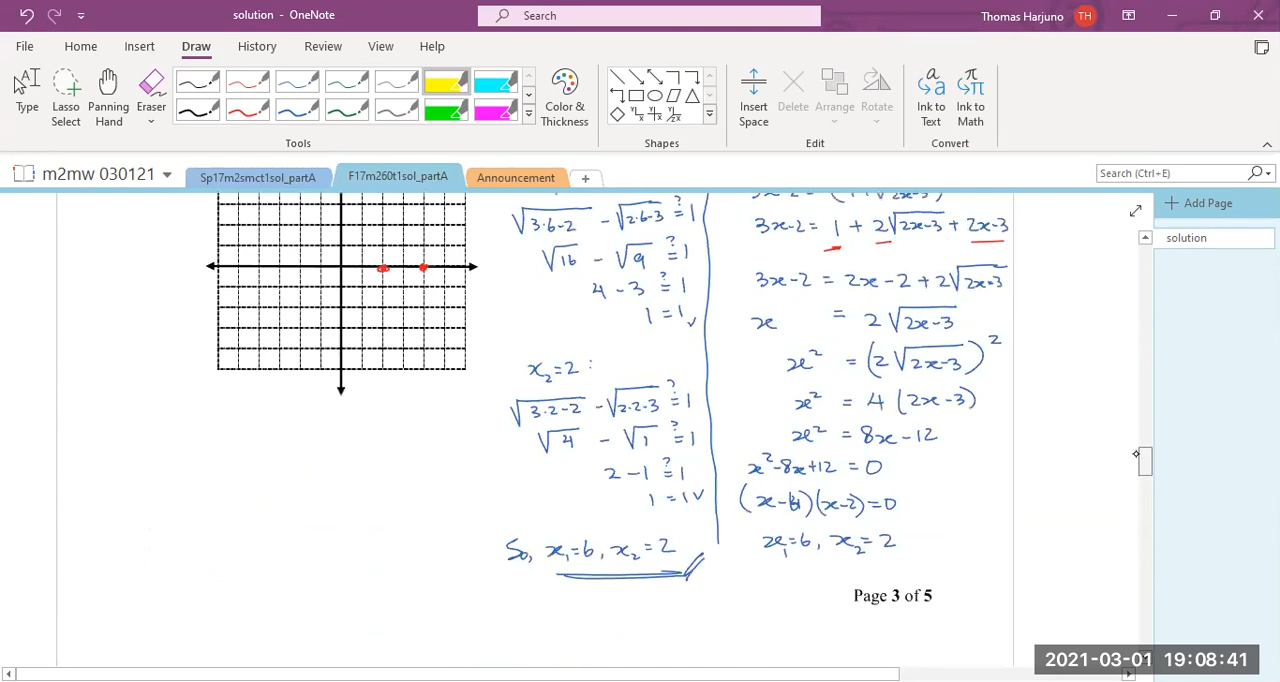 solution - OneNote
Search
Thomas Harjuno
TH
File
Home
Insert
Draw
History
Review
View
Help
Type
Lasso Select
Panning Hand
Eraser
Color & Thickness
Insert Space
Delete
Arrange
Rotate
Ink to Text
Ink to Math
Tools
Shapes
Edit
Convert
m2mw 030121
Sp17m2smct1sol_partA
F17m260t1sol_partA
Announcement
Search (Ctrl+E)
Add Page
solution
√(3·6-2) - √(2·6-3) ?= 1
√16 - √9 ?= 1
4 - 3 ?= 1
1 = 1 ✓
x₂=2 :
√(3·2-2) - √(2·2-3) ?= 1
√4 - √1 ?= 1
2 - 1 ?= 1
1 = 1 ✓
So, x₁=6, x₂=2
3x-2 = 1 + 2√(2x-3) + 2x-3
3x-2 = 2x-2 + 2√(2x-3)
x = 2√(2x-3)
x² = (2√(2x-3))²
x² = 4(2x-3)
x² = 8x-12
x²-8x+12 = 0
(x-6)(x-2)=0
x₁=6, x₂=2
Page 3 of 5
2021-03-01 19:08:41